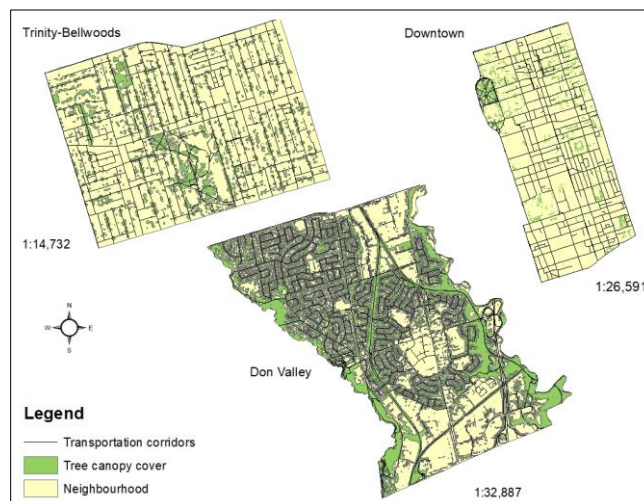 Trinity-Bellwoods
Downtown
1:14,732
1:26,591
N
W E
S
Don Valley
Legend
Transportation corridors
Tree canopy cover
Neighbourhood
1:32,887